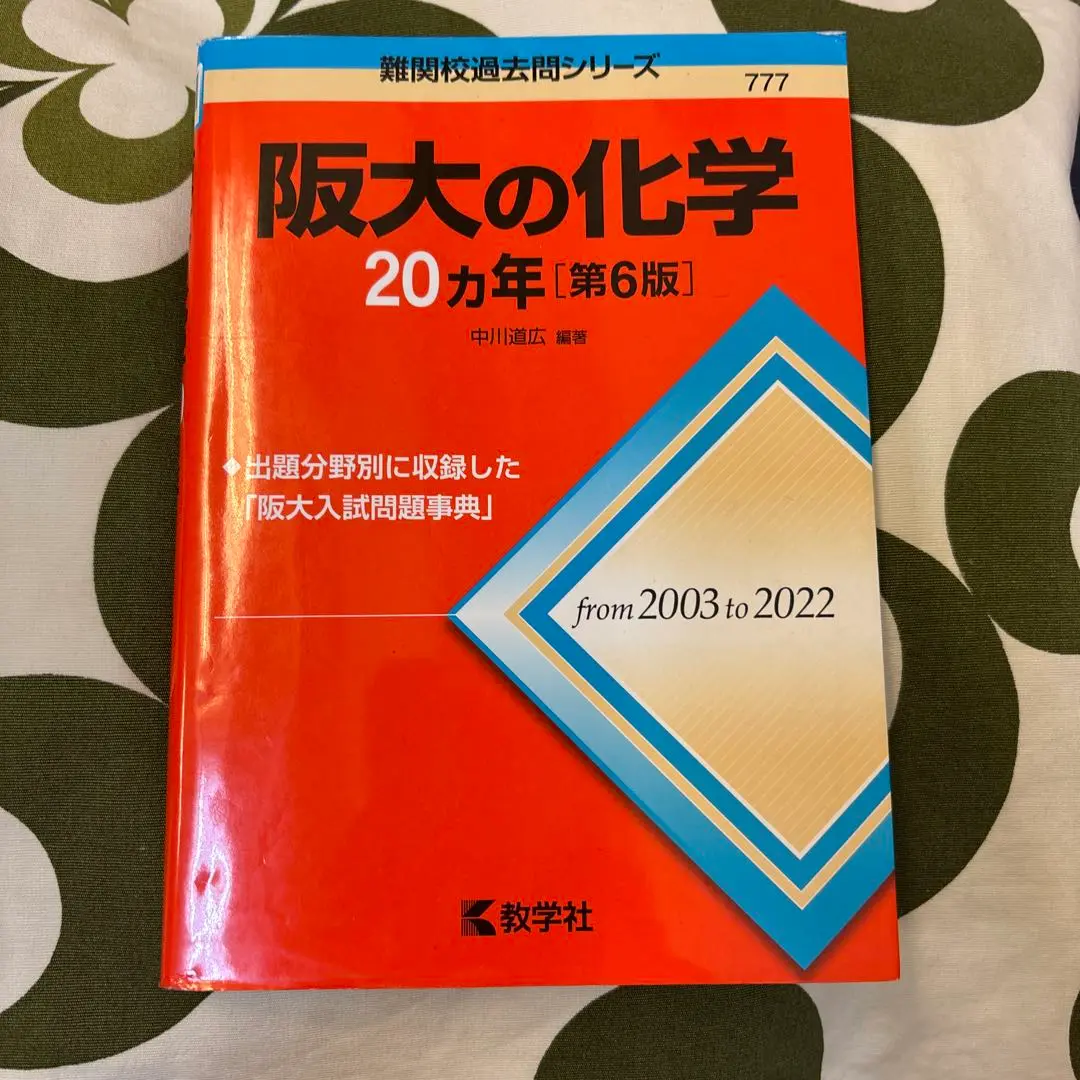 難関校過去問シリーズ
777
阪大の化学
20カ年[第6版]
中川道広 編著
◆出題分野別に収録した
「阪大入試問題事典」
from 2003 to 2022
教学社